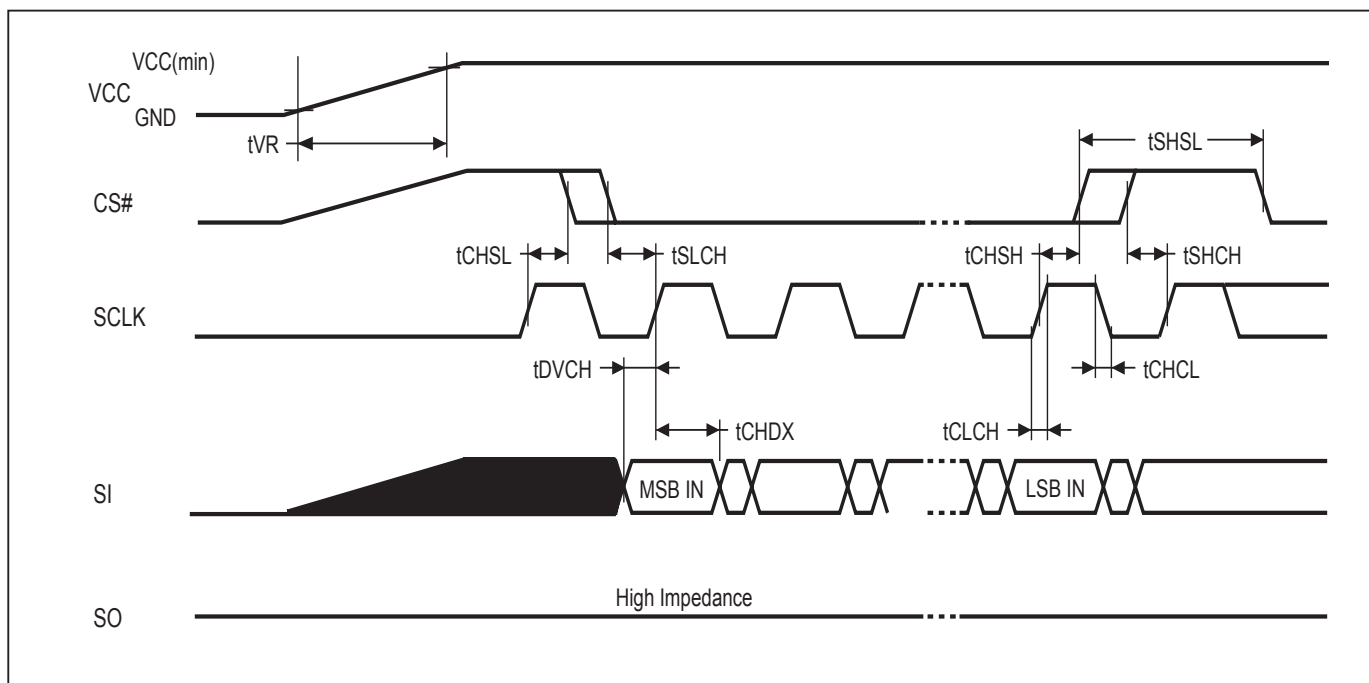 VCC(min)
VCC
GND
tVR
tSHSL
CS#
tCHSL
tSLCH
tCHSH
tSHCH
SCLK
tDVCH
tCHCL
tCHDX
tCLCH
SI
MSB IN
LSB IN
High Impedance
SO